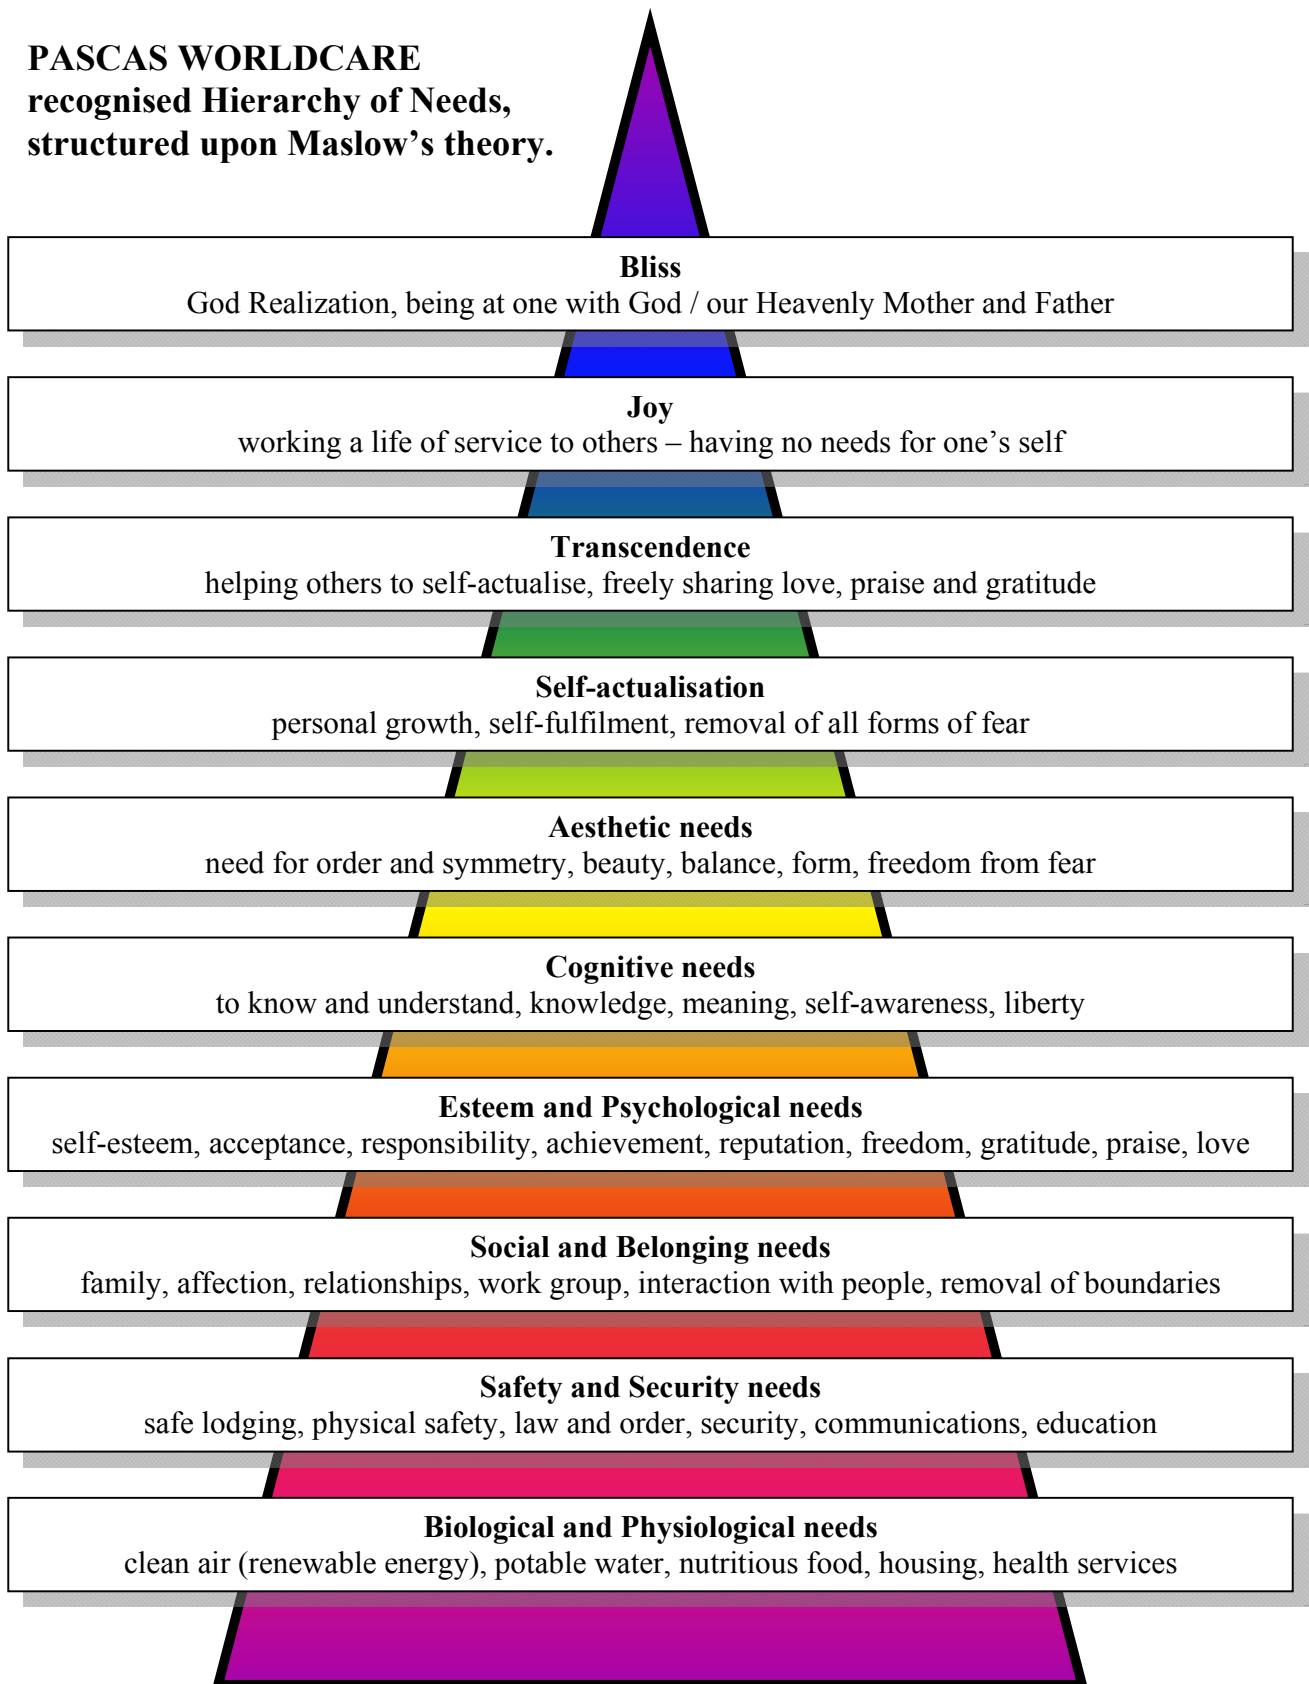 PASCAS WORLDCARE
recognised Hierarchy of Needs,
structured upon Maslow’s theory.
Bliss
God Realization, being at one with God / our Heavenly Mother and Father
Joy
working a life of service to others – having no needs for one’s self
Transcendence
helping others to self-actualise, freely sharing love, praise and gratitude
Self-actualisation
personal growth, self-fulfilment, removal of all forms of fear
Aesthetic needs
need for order and symmetry, beauty, balance, form, freedom from fear
Cognitive needs
to know and understand, knowledge, meaning, self-awareness, liberty
Esteem and Psychological needs
self-esteem, acceptance, responsibility, achievement, reputation, freedom, gratitude, praise, love
Social and Belonging needs
family, affection, relationships, work group, interaction with people, removal of boundaries
Safety and Security needs
safe lodging, physical safety, law and order, security, communications, education
Biological and Physiological needs
clean air (renewable energy), potable water, nutritious food, housing, health services